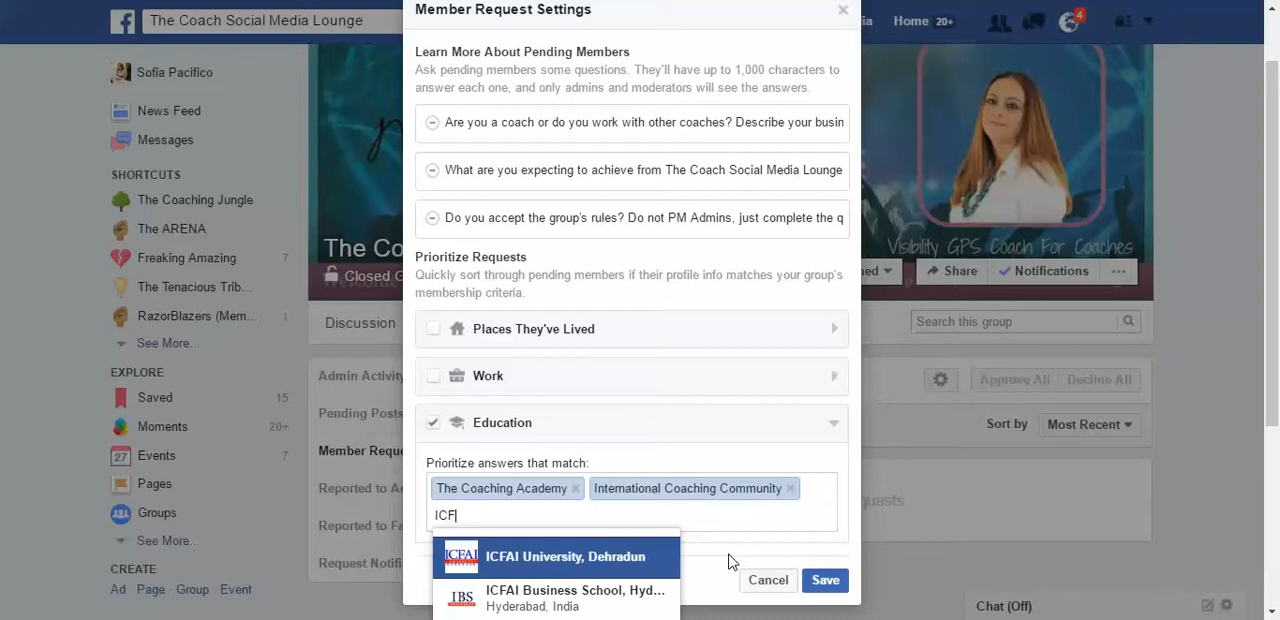 Member Request Settings
The Coach Social Media Lounge
Home 20+
4
Learn More About Pending Members
Ask pending members some questions. They'll have up to 1,000 characters to
answer each one, and only admins and moderators will see the answers.
Are you a coach or do you work with other coaches? Describe your busin
What are you expecting to achieve from The Coach Social Media Lounge
Do you accept the group's rules? Do not PM Admins, just complete the q
Prioritize Requests
Quickly sort through pending members if their profile info matches your group's
membership criteria.
Places They've Lived
Work
Education
Prioritize answers that match:
The Coaching Academy
International Coaching Community
ICF
ICFAI
ICFAI University, Dehradun
IBS
ICFAI Business School, Hyd...
Hyderabad, India
Cancel
Save
Sofia Pacifico
News Feed
Messages
SHORTCUTS
The Coaching Jungle
The ARENA
Freaking Amazing 7
The Tenacious Trib...
RazorBlazers (Mem... 1
See More...
EXPLORE
Saved 15
Moments 20+
27 Events 7
Pages
Groups
See More...
CREATE
Ad · Page · Group · Event
The Co
Closed G
Discussion
Admin Activity
Pending Posts
Member Reque
Reported to A
Reported to F
Request Notifi
Visibility GPS Coach For Coaches
Share
Notifications
Search this group
Approve All
Decline All
Sort by
Most Recent
quests
Chat (Off)